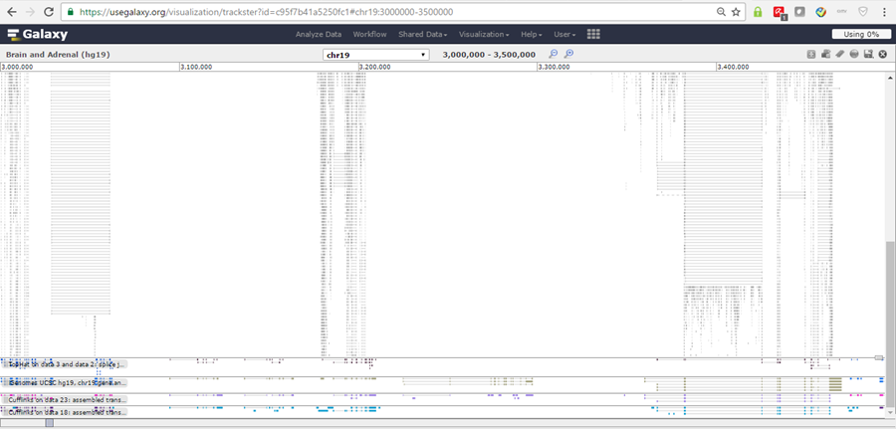 https://usegalaxy.org/visualization/trackster?id=c95f7b41a5250fc1#chr19:3000000-3500000
Galaxy Analyze Data Workflow Shared Data Visualization Help User Using 0%
Brain and Adrenal (hg19) chr19 3,000,000 - 3,500,000
3,000,000 3,100,000 3,200,000 3,300,000 3,400,000
TopHat on data 3 and data 2: splice j...
Genomes UCSC hg19, chr19
Cufflinks on data 23: assembled trans...
Cufflinks on data 18: assembled trans...